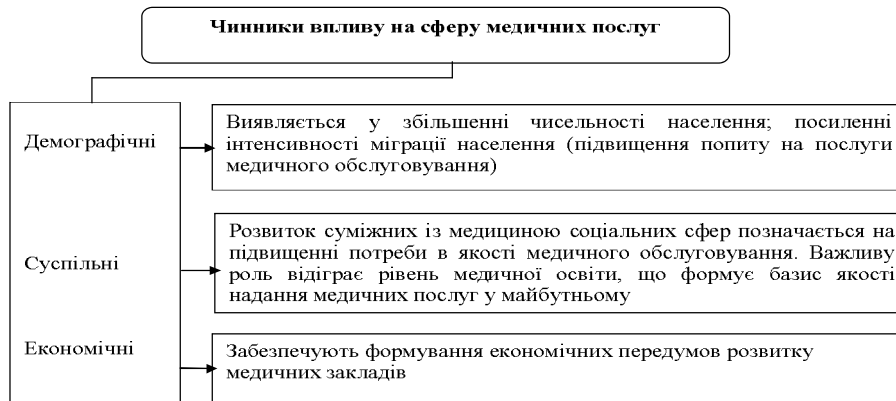 Чинники впливу на сферу медичних послуг
Демографічні
Виявляється у збільшенні чисельності населення; посиленні
інтенсивності міграції населення (підвищення попиту на послуги
медичного обслуговування)
Суспільні
Розвиток суміжних із медициною соціальних сфер позначається на
підвищенні потреби в якості медичного обслуговування. Важливу
роль відіграє рівень медичної освіти, що формує базис якості
надання медичних послуг у майбутньому
Економічні
Забезпечують формування економічних передумов розвитку
медичних закладів